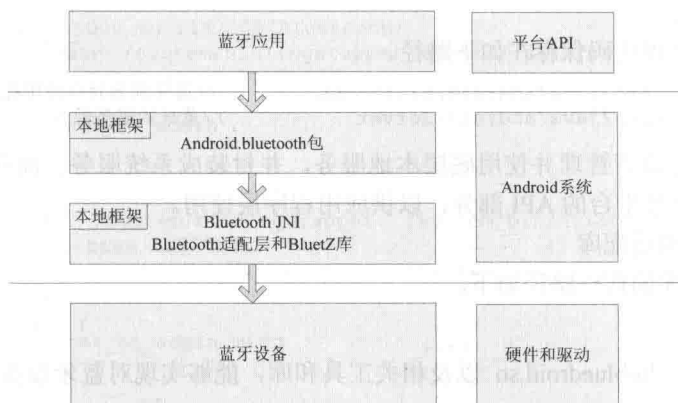 蓝牙应用
平台API
本地框架
Android.bluetooth包
Android系统
本地框架
Bluetooth JNI
Bluetooth适配层和BluetZ库
蓝牙设备
硬件和驱动